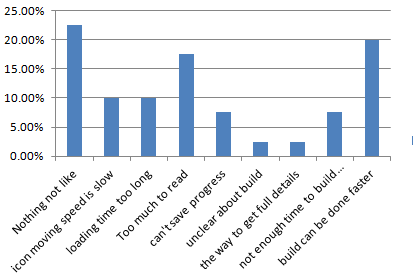 25.00%
20.00%
15.00%
10.00%
5.00%
0.00%
Nothing not like
icon moving speed is slow
loading time too long
Too much to read
can't save progress
unclear about build
the way to get full details
not enough time to build...
build can be done faster